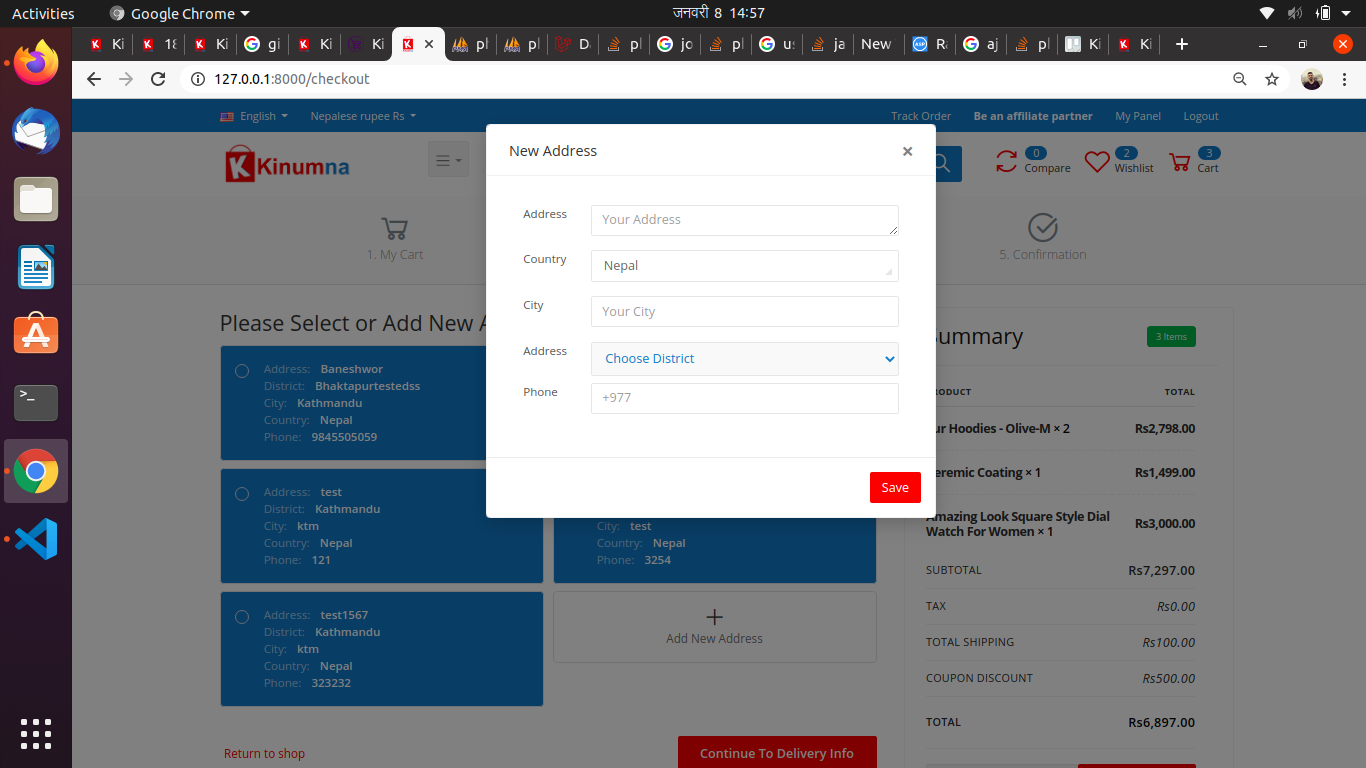 Activities
Google Chrome
जनवरी 8 14:57
Ki
18
Ki
gi
Ki
Ki
pl
pl
Da
pl
jo
pl
us
ja
New
Ra
aj
pl
Ki
Ki
127.0.0.1:8000/checkout
English
Nepalese rupee Rs
Track Order
Be an affiliate partner
My Panel
Logout
Kinumna
0
Compare
2
Wishlist
3
Cart
1. My Cart
5. Confirmation
New Address
×
Address
Your Address
Country
Nepal
City
Your City
Address
Choose District
Phone
+977
Save
Please Select or Add New A
Address: Baneshwor
District: Bhaktapurtestedss
City: Kathmandu
Country: Nepal
Phone: 9845505059
Address: test
District: Kathmandu
City: ktm
Country: Nepal
Phone: 121
City: test
Country: Nepal
Phone: 3254
Address: test1567
District: Kathmandu
City: ktm
Country: Nepal
Phone: 323232
Add New Address
Return to shop
Continue To Delivery Info
ummary
3 Items
RODUCT
TOTAL
ur Hoodies - Olive-M × 2
Rs2,798.00
eremic Coating × 1
Rs1,499.00
Amazing Look Square Style Dial
Watch For Women × 1
Rs3,000.00
SUBTOTAL
Rs7,297.00
TAX
Rs0.00
TOTAL SHIPPING
Rs100.00
COUPON DISCOUNT
Rs500.00
TOTAL
Rs6,897.00